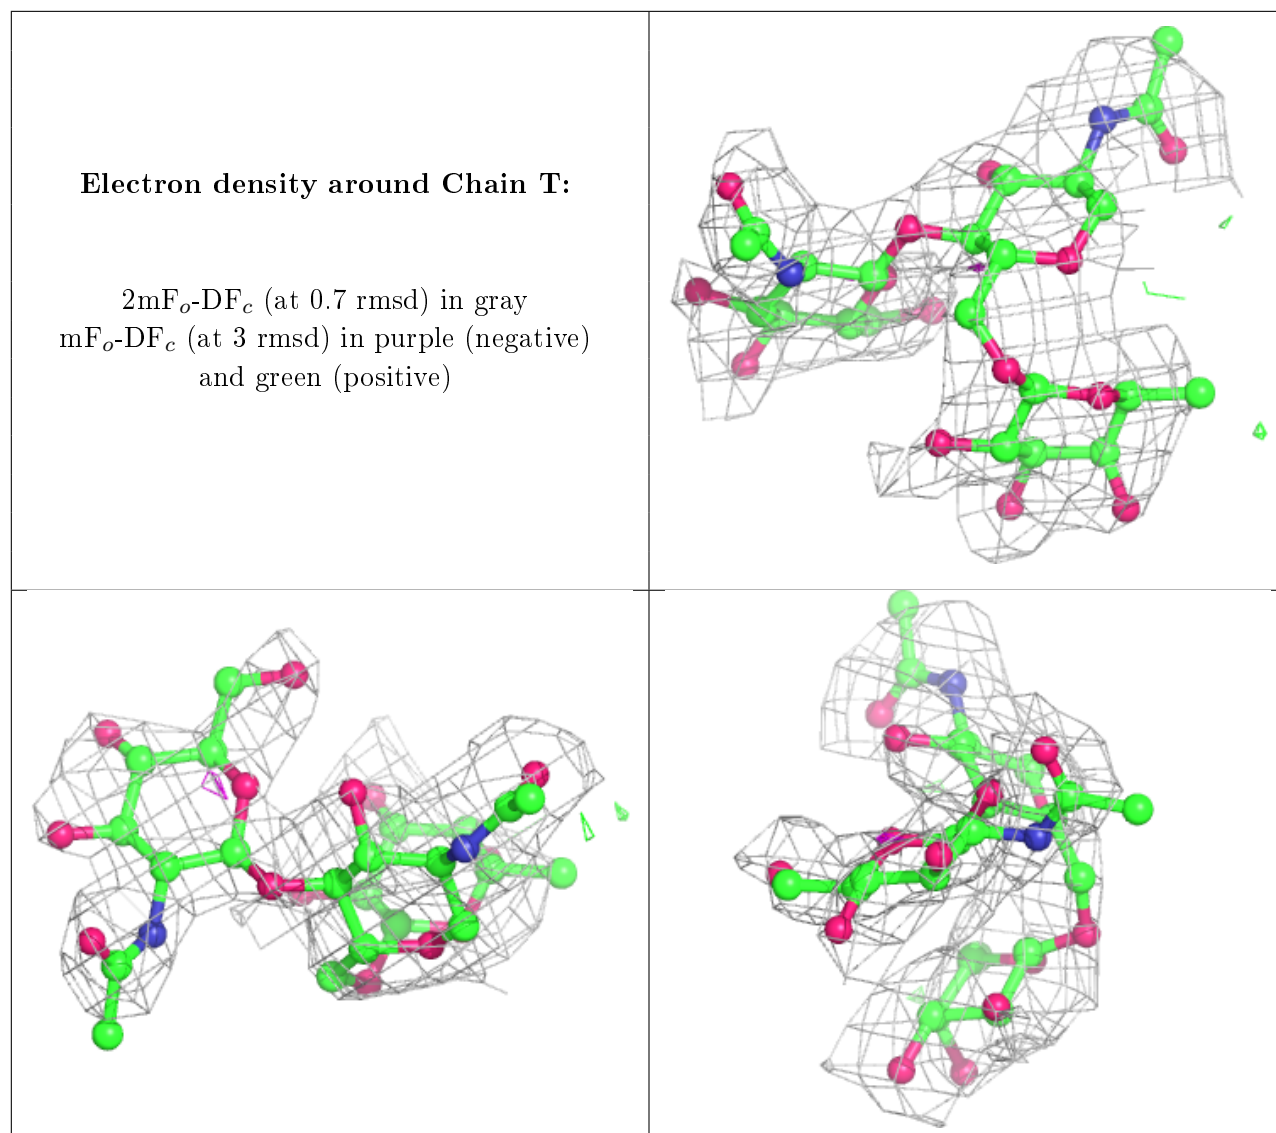 Electron density around Chain T:
2mFₒ-DF𝒸 (at 0.7 rmsd) in gray
mFₒ-DF𝒸 (at 3 rmsd) in purple (negative)
and green (positive)